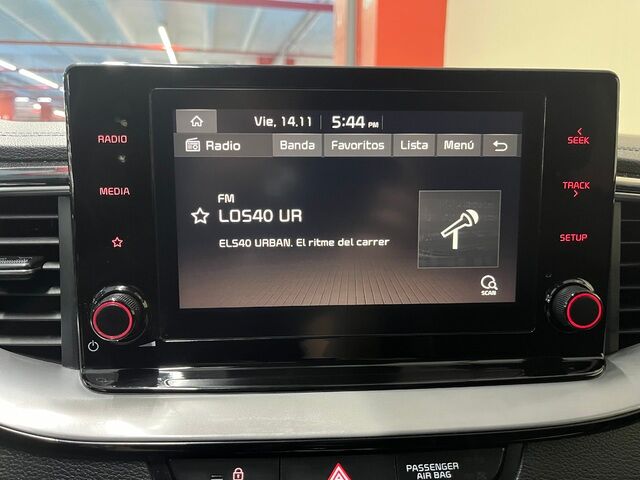 Vie, 14.11 5:44 PM
RADIO
MEDIA
Radio Banda Favoritos Lista Menú
FM
LOS40 UR
ELS40 URBAN. El ritme del carrer
SCAN
SEEK
TRACK
SETUP
PASSENGER
AIR BAG